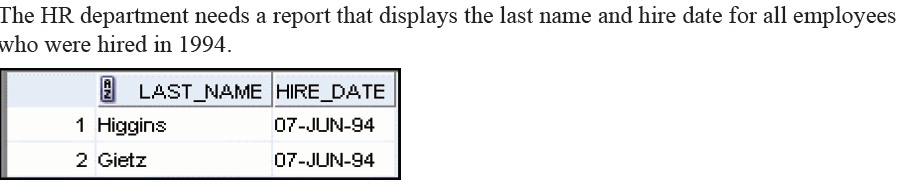 The HR department needs a report that displays the last name and hire date for all employees
who were hired in 1994.
LAST_NAME HIRE_DATE
1 Higgins 07-JUN-94
2 Gietz 07-JUN-94